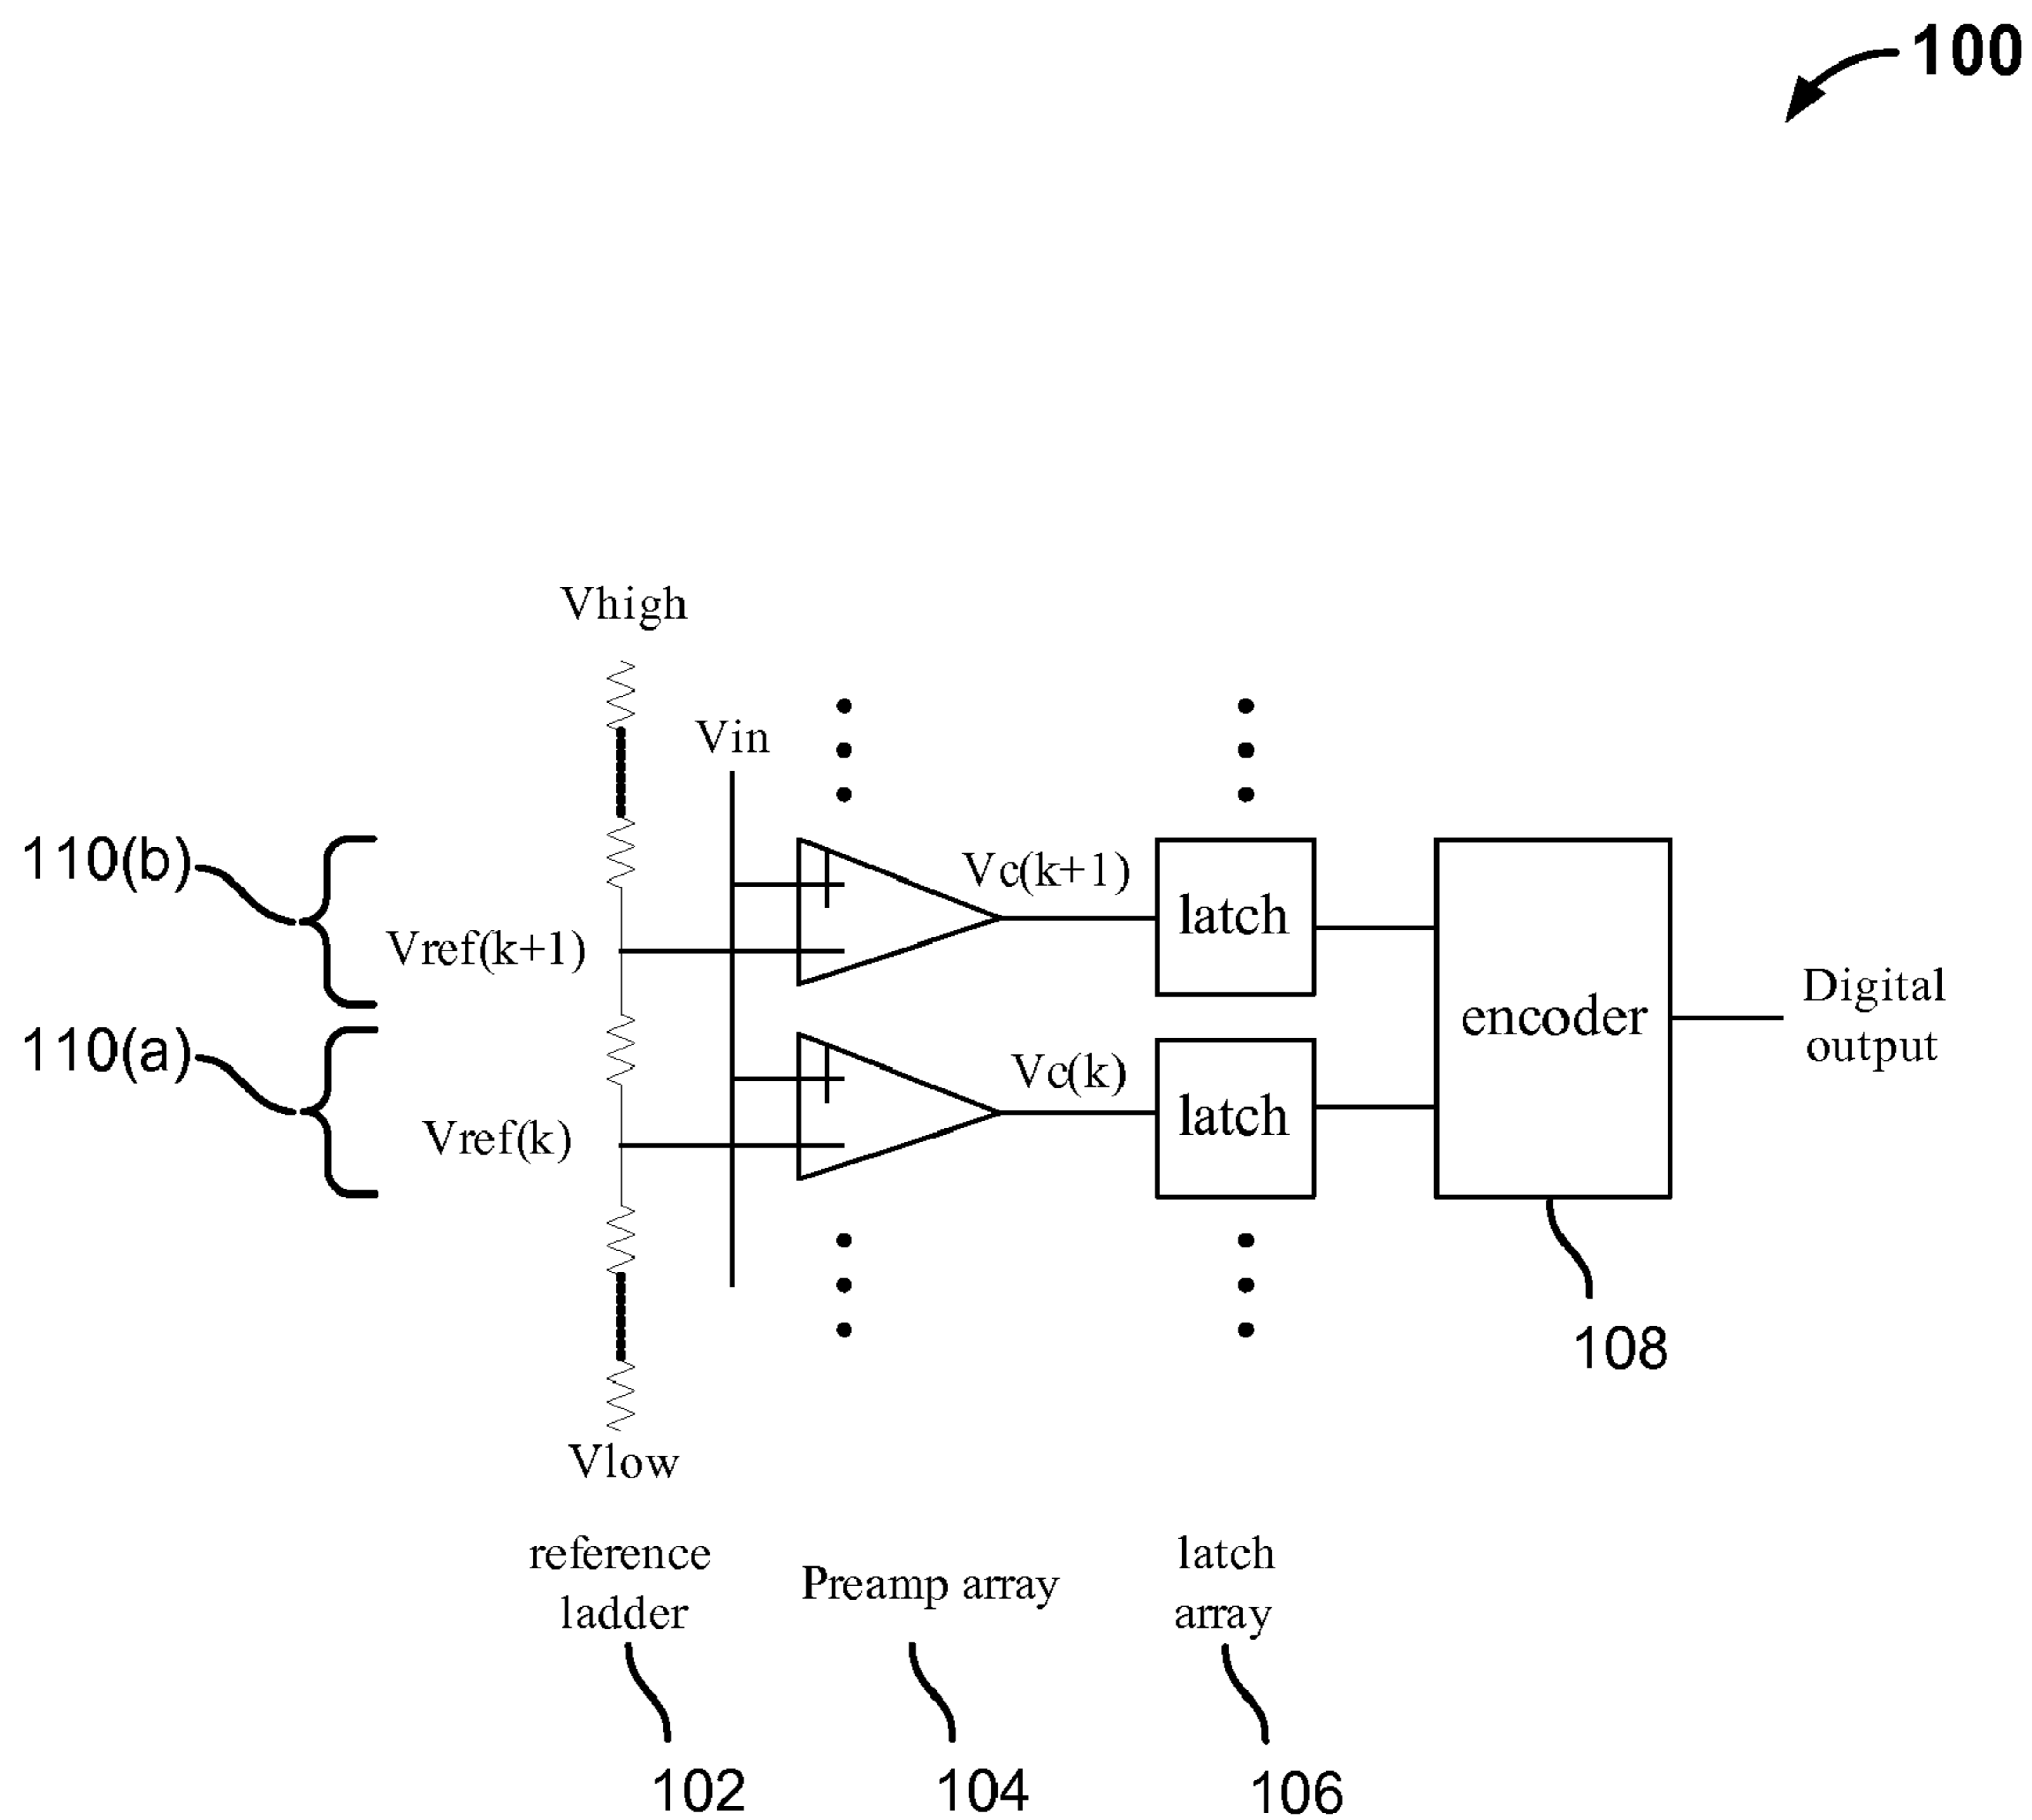 100
Vhigh
Vin
110(b)
Vref(k+1)
Vc(k+1)
latch
110(a)
Vref(k)
Vc(k)
latch
encoder
Digital
output
108
Vlow
reference
ladder
Preamp array
latch
array
102
104
106